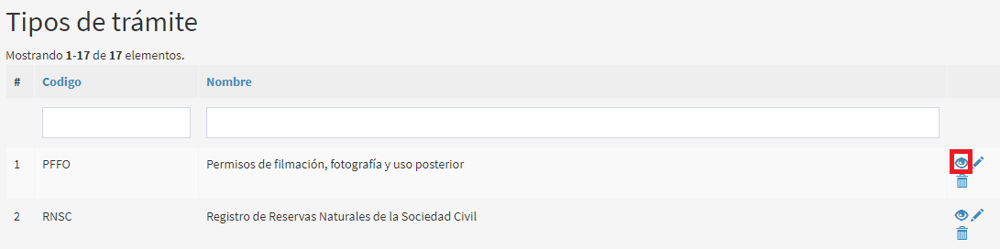 Tipos de trámite
Mostrando 1-17 de 17 elementos.
# Codigo Nombre
1 PFFO Permisos de filmación, fotografía y uso posterior
2 RNSC Registro de Reservas Naturales de la Sociedad Civil